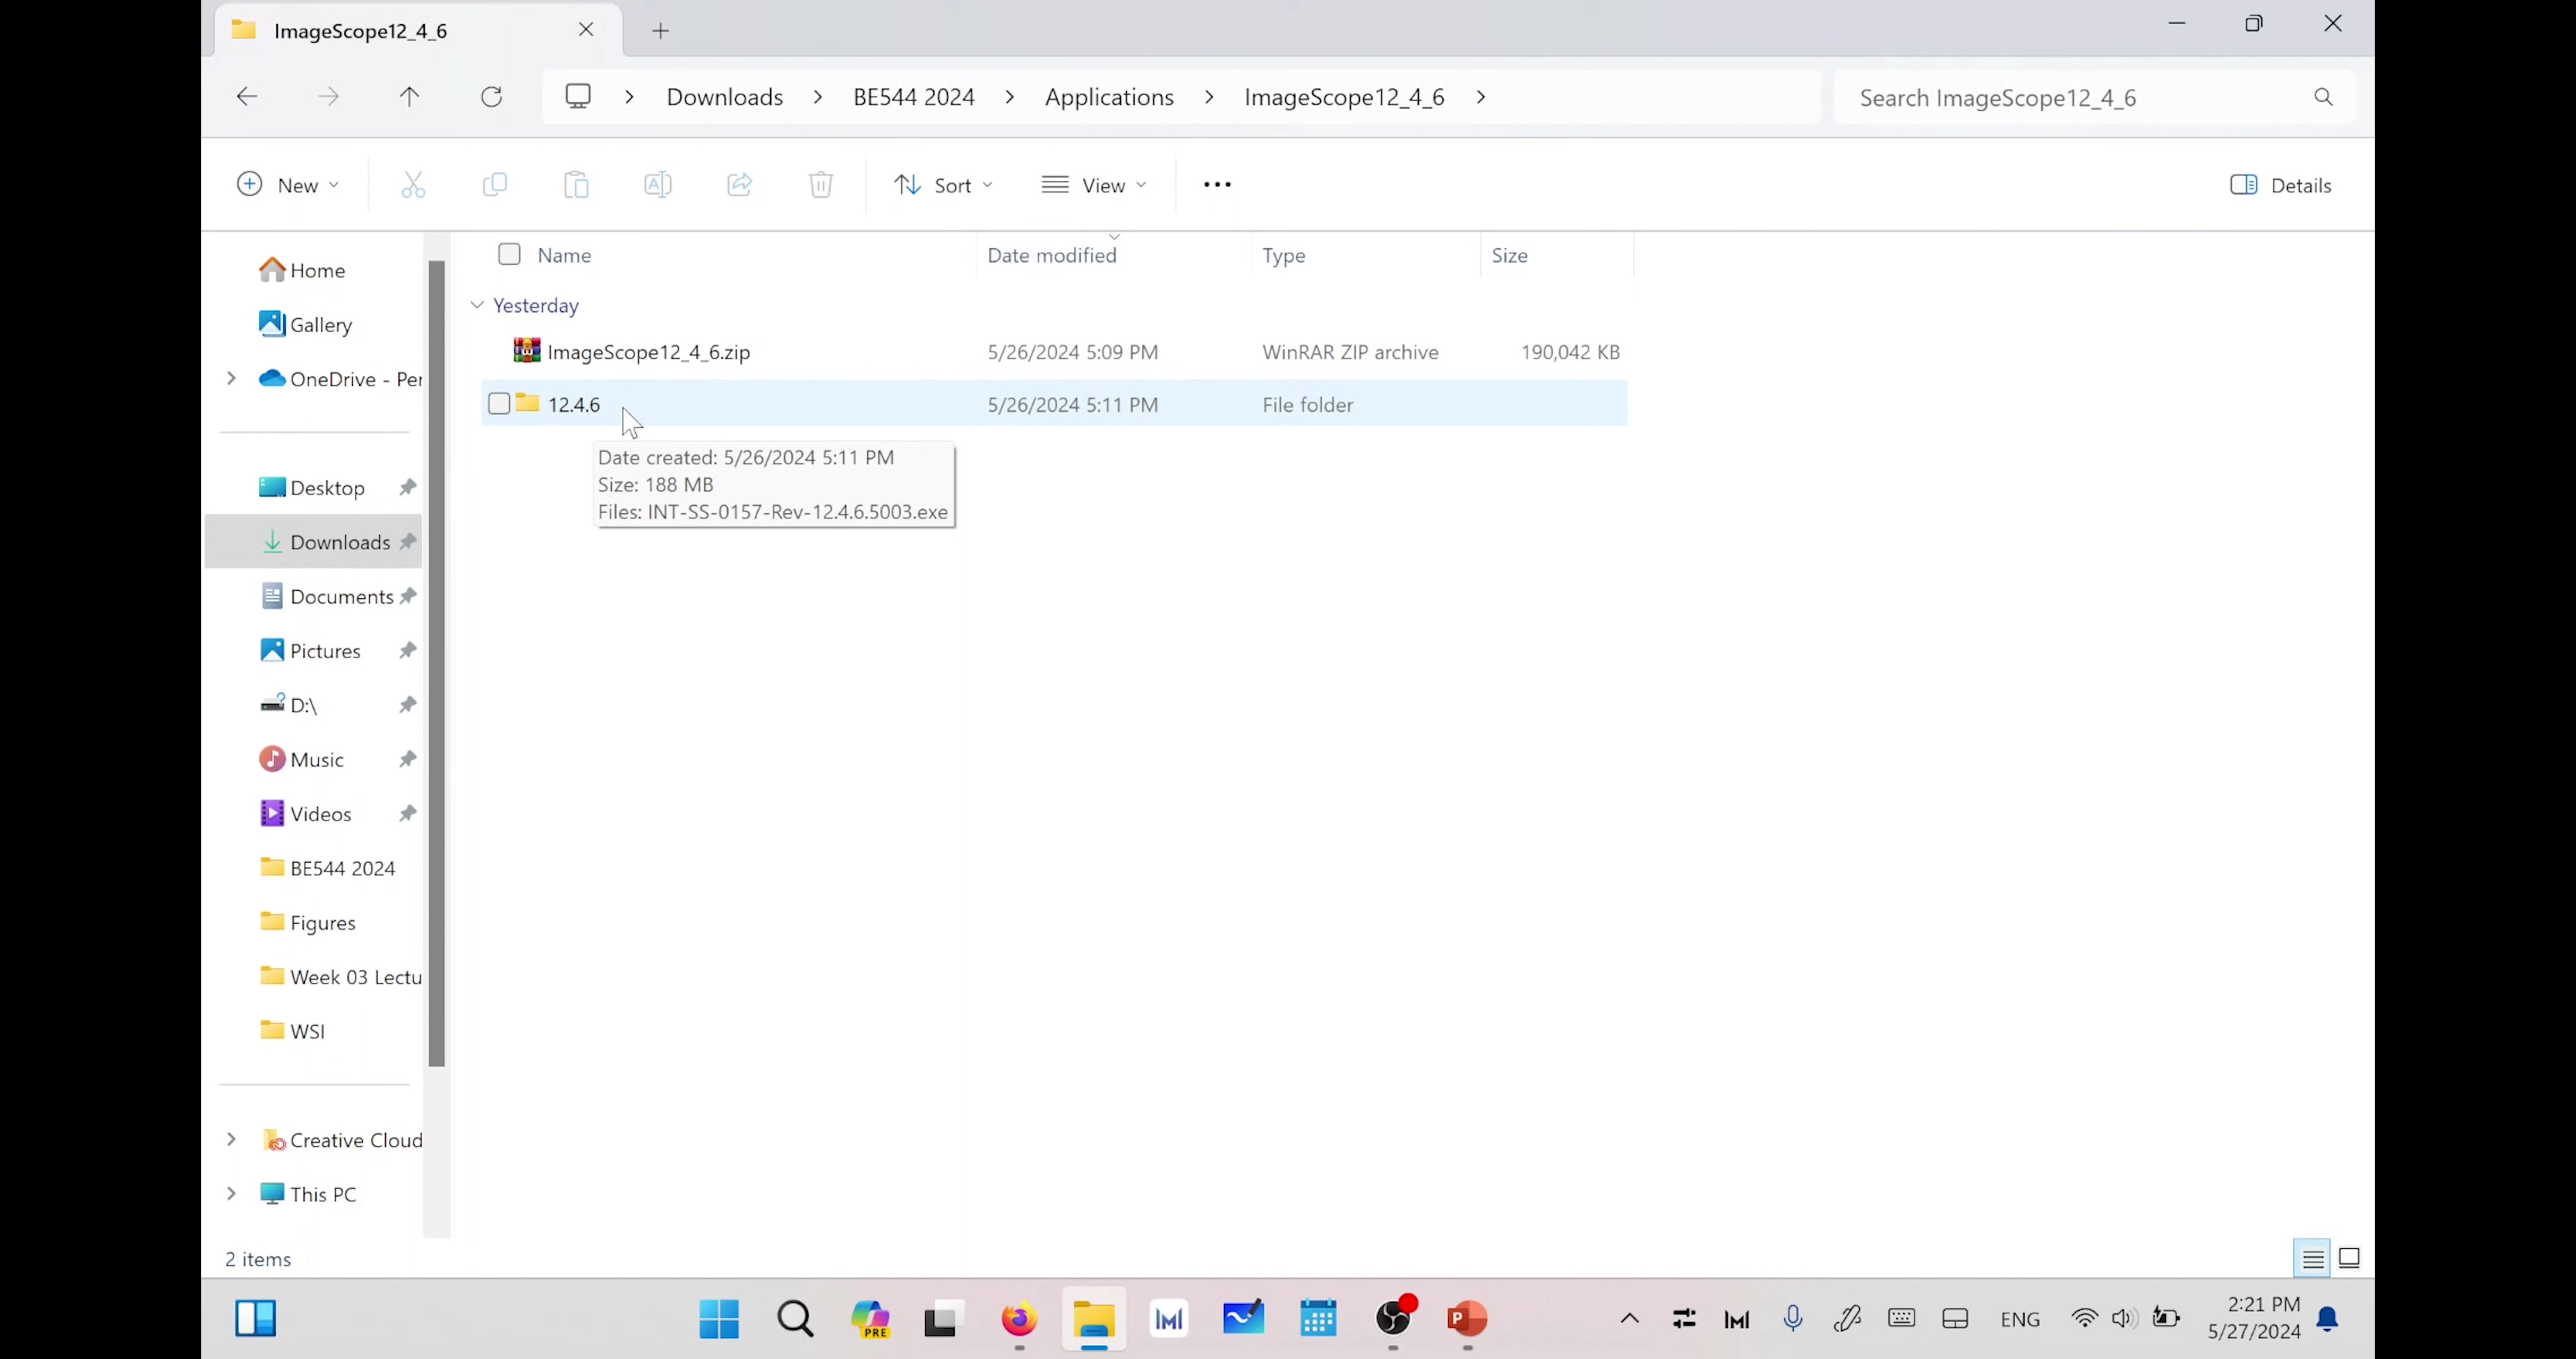 ImageScope12_4_6
Downloads > BE544 2024 > Applications > ImageScope12_4_6 >
Search ImageScope12_4_6
New
Sort
View
Details
Name
Date modified
Type
Size
Yesterday
ImageScope12_4_6.zip
5/26/2024 5:09 PM
WinRAR ZIP archive
190,042 KB
12.4.6
5/26/2024 5:11 PM
File folder
Date created: 5/26/2024 5:11 PM
Size: 188 MB
Files: INT-SS-0157-Rev-12.4.6.5003.exe
Home
Gallery
OneDrive - Per
Desktop
Downloads
Documents
Pictures
D:\
Music
Videos
BE544 2024
Figures
Week 03 Lectu
WSI
Creative Cloud
This PC
2 items
PRE
P
ENG
2:21 PM
5/27/2024